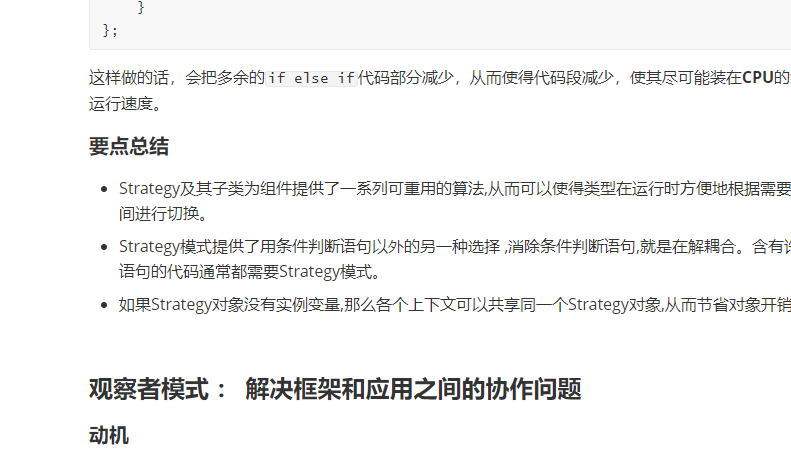 }
};
这样做的话，会把多余的if else if代码部分减少，从而使得代码段减少，使其尽可能装在CPU的
运行速度。
要点总结
Strategy及其子类为组件提供了一系列可重用的算法,从而可以使得类型在运行时方便地根据需要
间进行切换。
Strategy模式提供了用条件判断语句以外的另一种选择 ,消除条件判断语句,就是在解耦合。含有
语句的代码通常都需要Strategy模式。
如果Strategy对象没有实例变量,那么各个上下文可以共享同一个Strategy对象,从而节省对象开销
观察者模式： 解决框架和应用之间的协作问题
动机